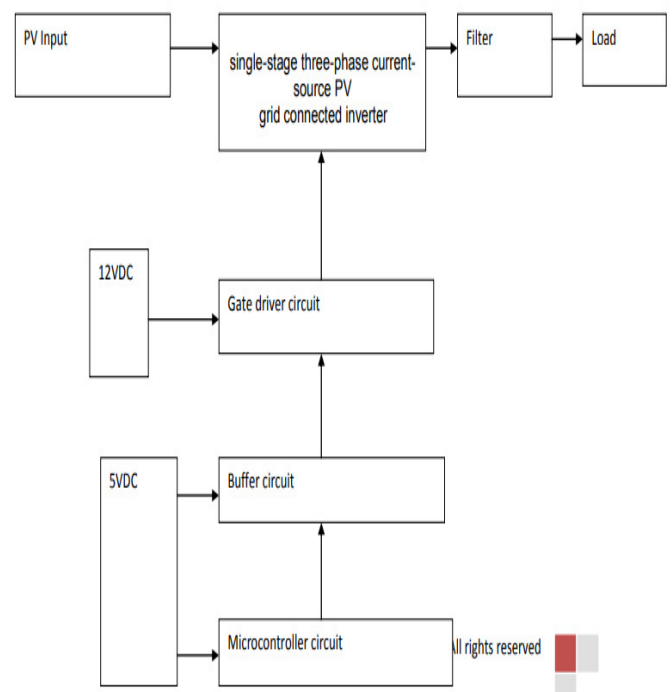 PV Input
single-stage three-phase current-
source PV
grid connected inverter
Filter
Load
12VDC
Gate driver circuit
5VDC
Buffer circuit
Microcontroller circuit
All rights reserved